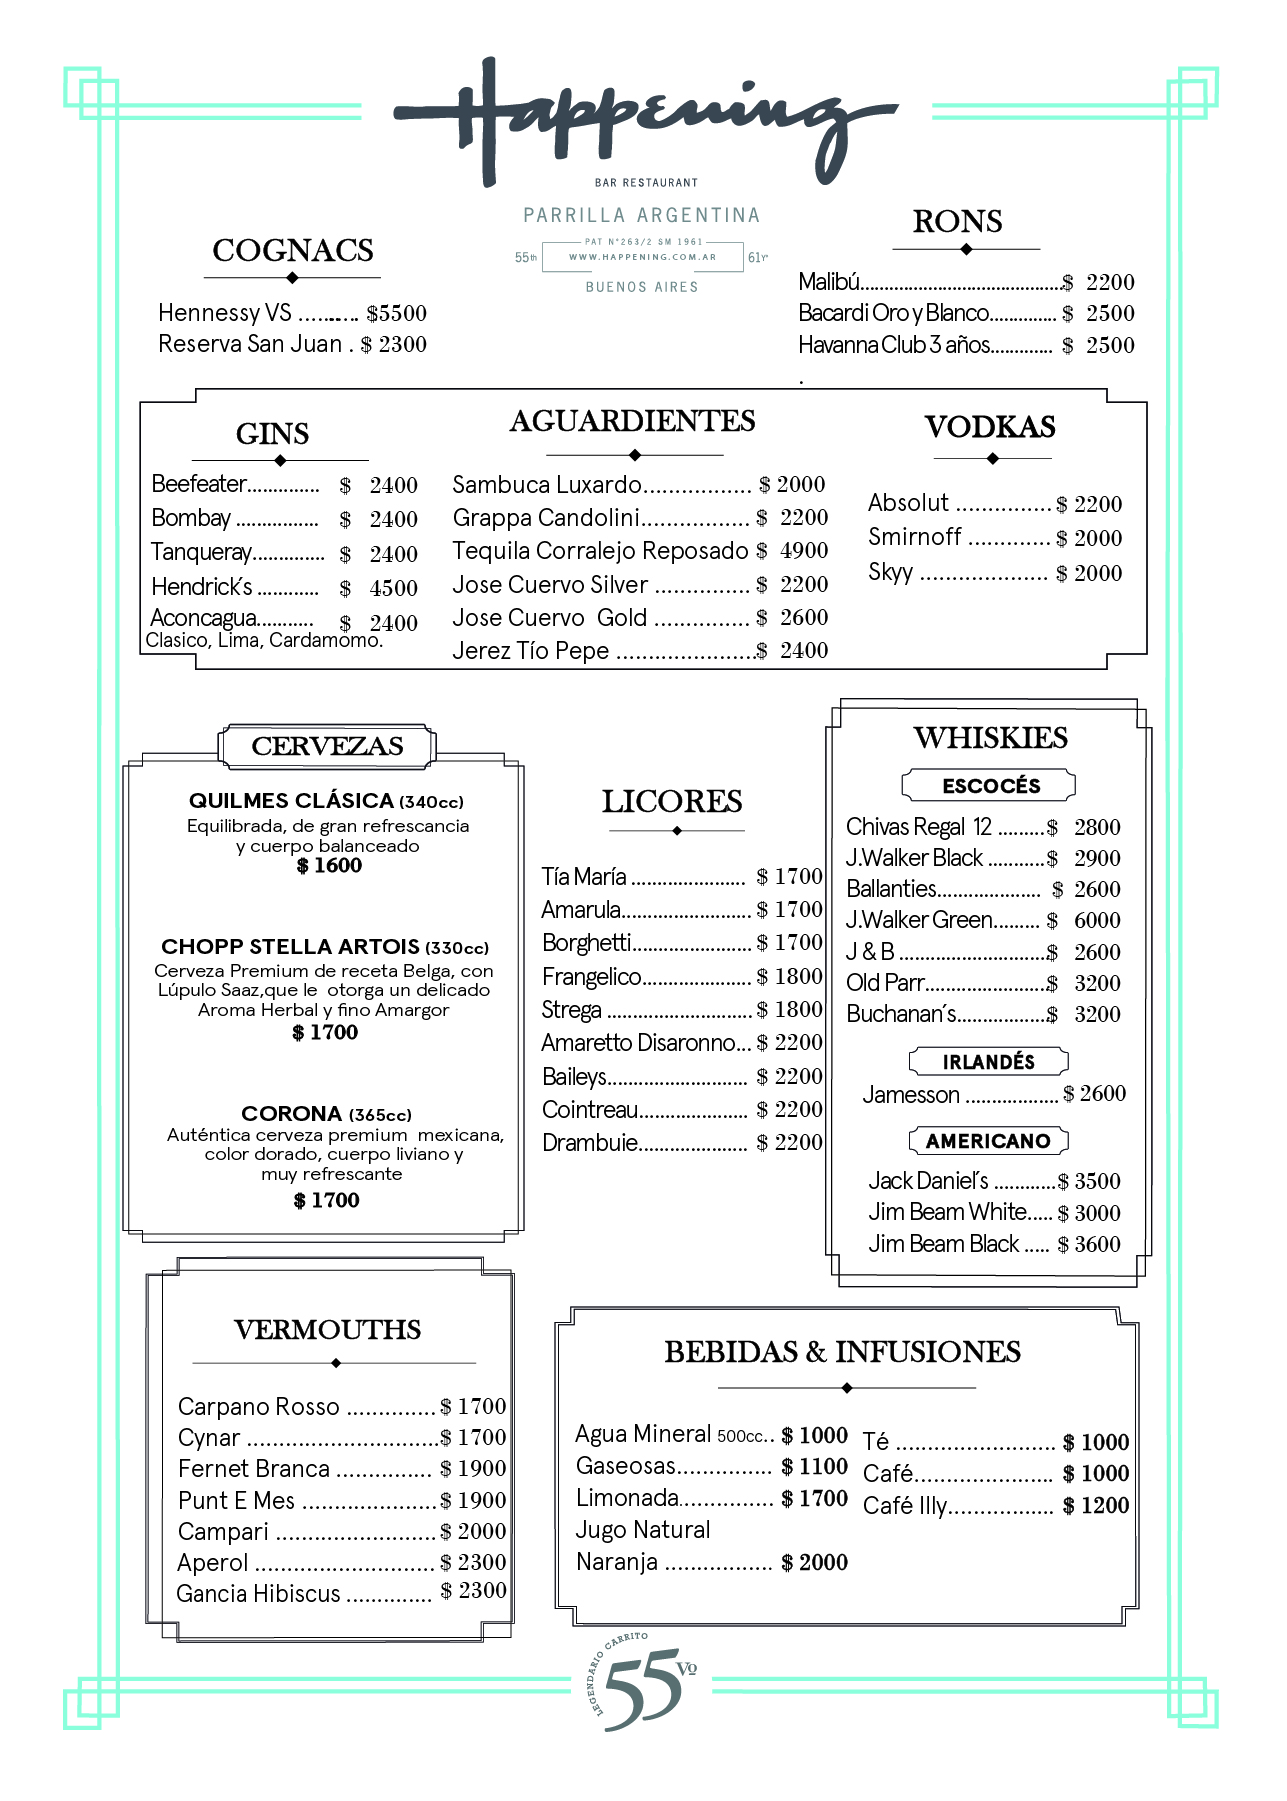 Happening
BAR RESTAURANT
PARRILLA ARGENTINA
PAT N°263/2 SM 1961
55th WWW.HAPPENING.COM.AR 61Yº
BUENOS AIRES
COGNACS
Hennessy VS ......... $5500
Reserva San Juan . $ 2300
RONS
Malibú...........................................$ 2200
Bacardi Oro y Blanco.............. $ 2500
Havanna Club 3 años............. $ 2500
.
GINS
Beefeater.............. $ 2400
Bombay ................ $ 2400
Tanqueray.............. $ 2400
Hendrick´s ............ $ 4500
Aconcagua........... $ 2400
Clasico, Lima, Cardamomo.
AGUARDIENTES
Sambuca Luxardo................ $ 2000
Grappa Candolini................ $ 2200
Tequila Corralejo Reposado $ 4900
Jose Cuervo Silver .............. $ 2200
Jose Cuervo Gold .............. $ 2600
Jerez Tío Pepe .....................$ 2400
VODKAS
Absolut .............. $ 2200
Smirnoff ............ $ 2000
Skyy ................... $ 2000
CERVEZAS
QUILMES CLÁSICA (340cc)
Equilibrada, de gran refrescancia
y cuerpo balanceado
$ 1600
CHOPP STELLA ARTOIS (330cc)
Cerveza Premium de receta Belga, con
Lúpulo Saaz,que le otorga un delicado
Aroma Herbal y fino Amargor
$ 1700
CORONA (365cc)
Auténtica cerveza premium mexicana,
color dorado, cuerpo liviano y
muy refrescante
$ 1700
LICORES
Tía María ...................... $ 1700
Amarula......................... $ 1700
Borghetti....................... $ 1700
Frangelico..................... $ 1800
Strega ............................ $ 1800
Amaretto Disaronno... $ 2200
Baileys........................... $ 2200
Cointreau..................... $ 2200
Drambuie..................... $ 2200
WHISKIES
ESCOCÉS
Chivas Regal 12 .........$ 2800
J.Walker Black ...........$ 2900
Ballanties..................... $ 2600
J.Walker Green......... $ 6000
J & B .............................$ 2600
Old Parr........................$ 3200
Buchanan´s.................$ 3200
IRLANDÉS
Jamesson .................. $ 2600
AMERICANO
Jack Daniel´s ............$ 3500
Jim Beam White..... $ 3000
Jim Beam Black ..... $ 3600
VERMOUTHS
Carpano Rosso ............. $ 1700
Cynar ............................$ 1700
Fernet Branca .............. $ 1900
Punt E Mes .................... $ 1900
Campari ........................ $ 2000
Aperol ........................... $ 2300
Gancia Hibiscus ............. $ 2300
BEBIDAS & INFUSIONES
Agua Mineral 500cc.. $ 1000
Gaseosas.............. $ 1100
Limonada.............. $ 1700
Jugo Natural
Naranja ................ $ 2000
Té ........................ $ 1000
Café..................... $ 1000
Café Illy................ $ 1200
LEGENDARIO CARRITO
55 Vº